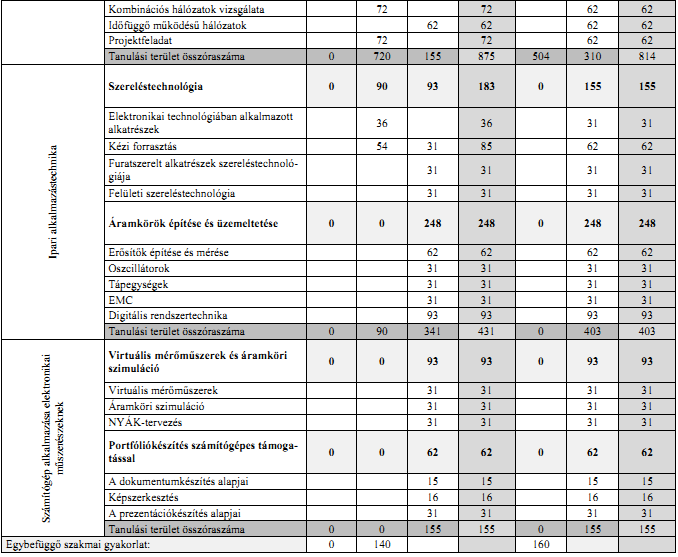 Kombinációs hálózatok vizsgálata 72 72 62 62
Időfüggő működésű hálózatok 62 62 62 62
Projektfeladat 72 72 62 62
Tanulási terület összóraszáma 0 720 155 875 504 310 814
Ipari alkalmazástechnika
Szereléstechnológia 0 90 93 183 0 155 155
Elektronikai technológiában alkalmazott
alkatrészek 36 36 31 31
Kézi forrasztás 54 31 85 62 62
Furatszerelt alkatrészek szereléstechnoló-
giája 31 31 31 31
Felületi szereléstechnológia 31 31 31 31
Áramkörök építése és üzemeltetése 0 0 248 248 0 248 248
Erősítők építése és mérése 62 62 62 62
Oszcillátorok 31 31 31 31
Tápegységek 31 31 31 31
EMC 31 31 31 31
Digitális rendszertechnika 93 93 93 93
Tanulási terület összóraszáma 0 90 341 431 0 403 403
Számítógép alkalmazása elektronikai
műszerészeknek
Virtuális mérőműszerek és áramköri
szimuláció 0 0 93 93 0 93 93
Virtuális mérőműszerek 31 31 31 31
Áramköri szimuláció 31 31 31 31
NYÁK-tervezés 31 31 31 31
Portfóliókészítés számítógépes támoga-
tással 0 0 62 62 0 62 62
A dokumentumkészítés alapjai 15 15 15 15
Képszerkesztés 16 16 16 16
A prezentációkészítés alapjai 31 31 31 31
Tanulási terület összóraszáma 0 0 155 155 0 155 155
Egybefüggő szakmai gyakorlat: 0 140 160